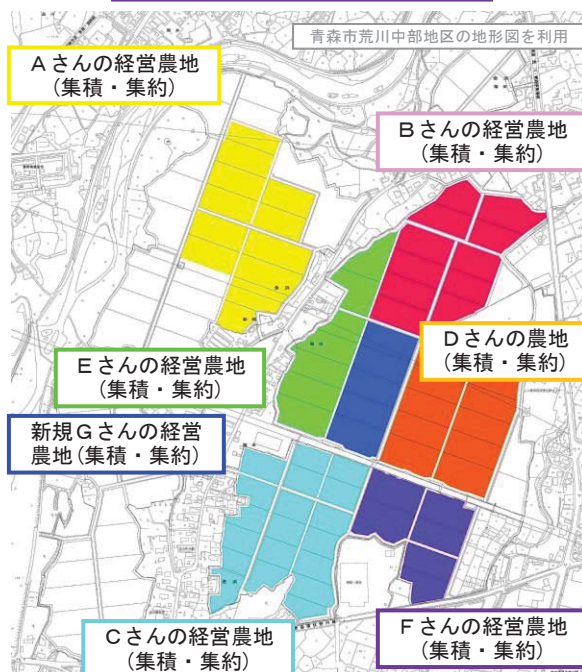 青森市荒川中部地区の地形図を利用
Aさんの経営農地
(集積・集約)
Bさんの経営農地
(集積・集約)
Dさんの農地
(集積・集約)
Eさんの経営農地
(集積・集約)
新規Gさんの経営
農地(集積・集約)
Cさんの経営農地
(集積・集約)
Fさんの経営農地
(集積・集約)